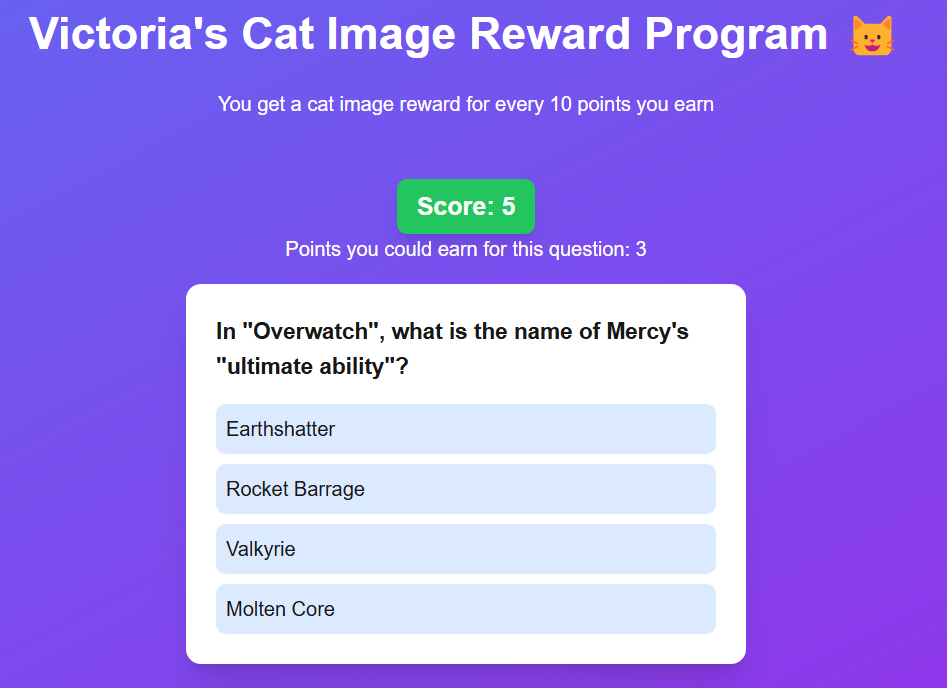 Victoria's Cat Image Reward Program 😺
You get a cat image reward for every 10 points you earn
Score: 5
Points you could earn for this question: 3
In "Overwatch", what is the name of Mercy's
"ultimate ability"?
Earthshatter
Rocket Barrage
Valkyrie
Molten Core